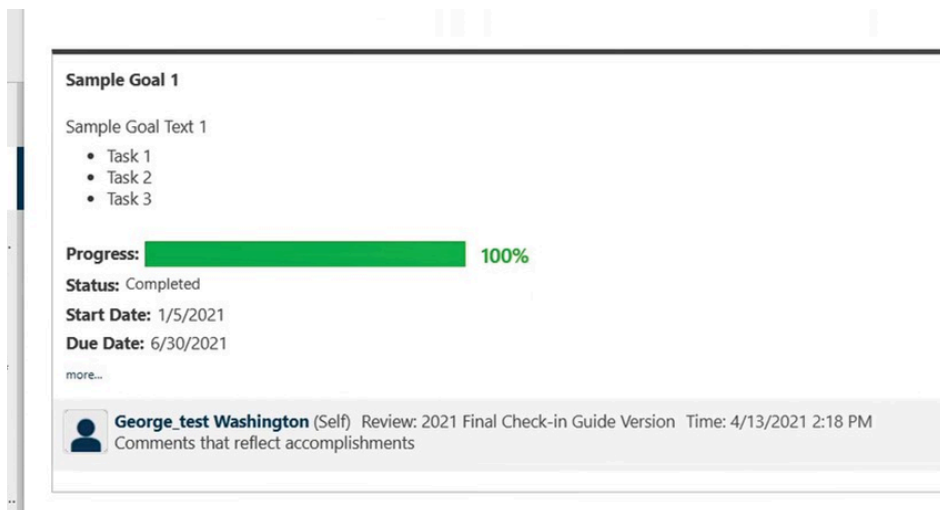 Sample Goal 1
Sample Goal Text 1
• Task 1
• Task 2
• Task 3
Progress: 100%
Status: Completed
Start Date: 1/5/2021
Due Date: 6/30/2021
more...
George_test Washington (Self) Review: 2021 Final Check-in Guide Version Time: 4/13/2021 2:18 PM
Comments that reflect accomplishments